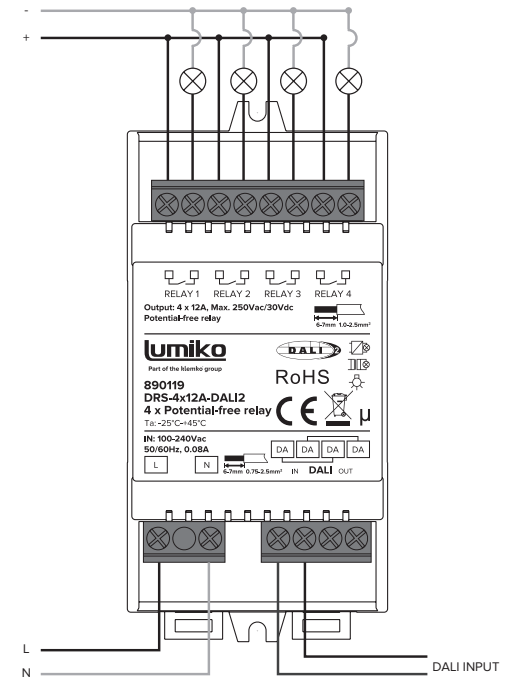 -
+
RELAY 1 RELAY 2 RELAY 3 RELAY 4
Output: 4 x 12A, Max. 250Vac/30Vdc
Potential-free relay
6-7mm 1.0-2.5mm²
lumiko
Part of the klemko group
DALI 2
RoHS
890119
DRS-4x12A-DALI2
4 x Potential-free relay
Ta: -25°C-+45°C
CE
µ
IN: 100-240Vac
50/60Hz, 0.08A
L N
6-7mm 0.75-2.5mm²
DA DA DA DA
IN DALI OUT
L
N
DALI INPUT